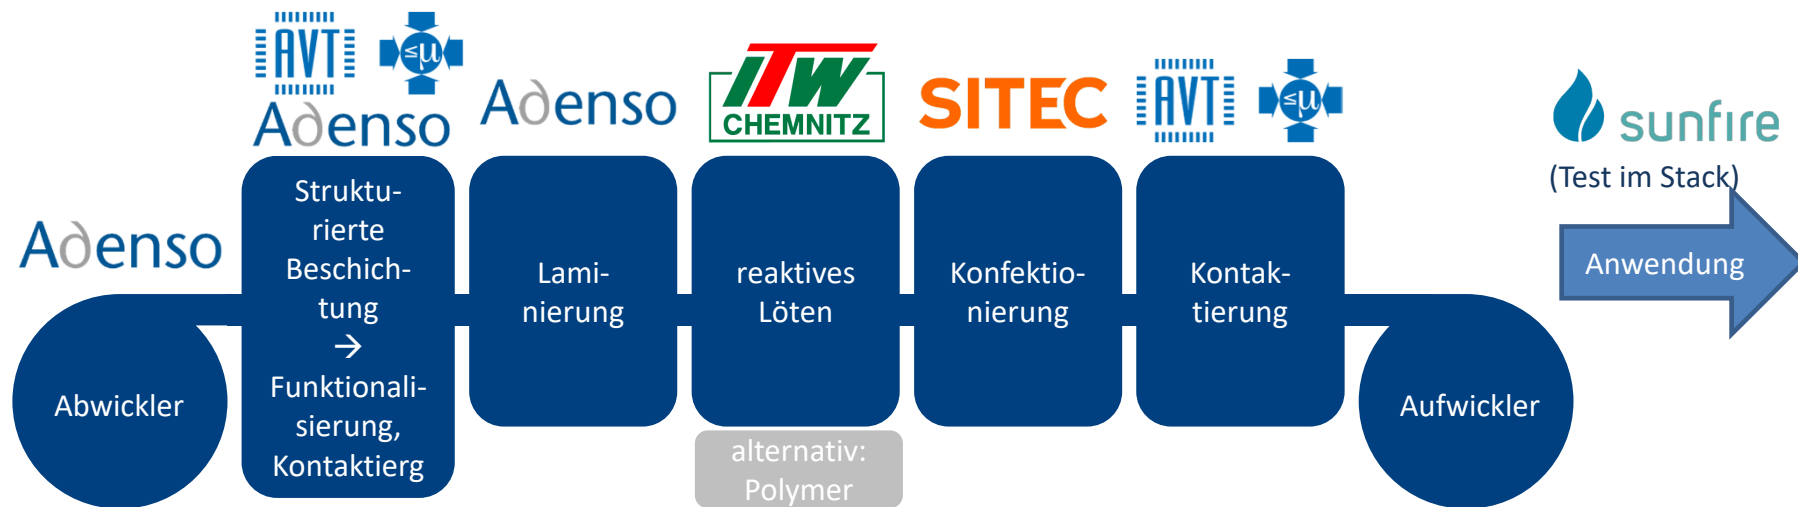 AVT
≤µ
Adenso
Adenso
Adenso
ITW
CHEMNITZ
SITEC
AVT
≤µ
sunfire
(Test im Stack)
Abwickler
Struktu-
rierte
Beschich-
tung
→
Funktionali-
sierung,
Kontaktierg
Lami-
nierung
reaktives
Löten
alternativ:
Polymer
Konfektio-
nierung
Kontak-
tierung
Aufwickler
Anwendung